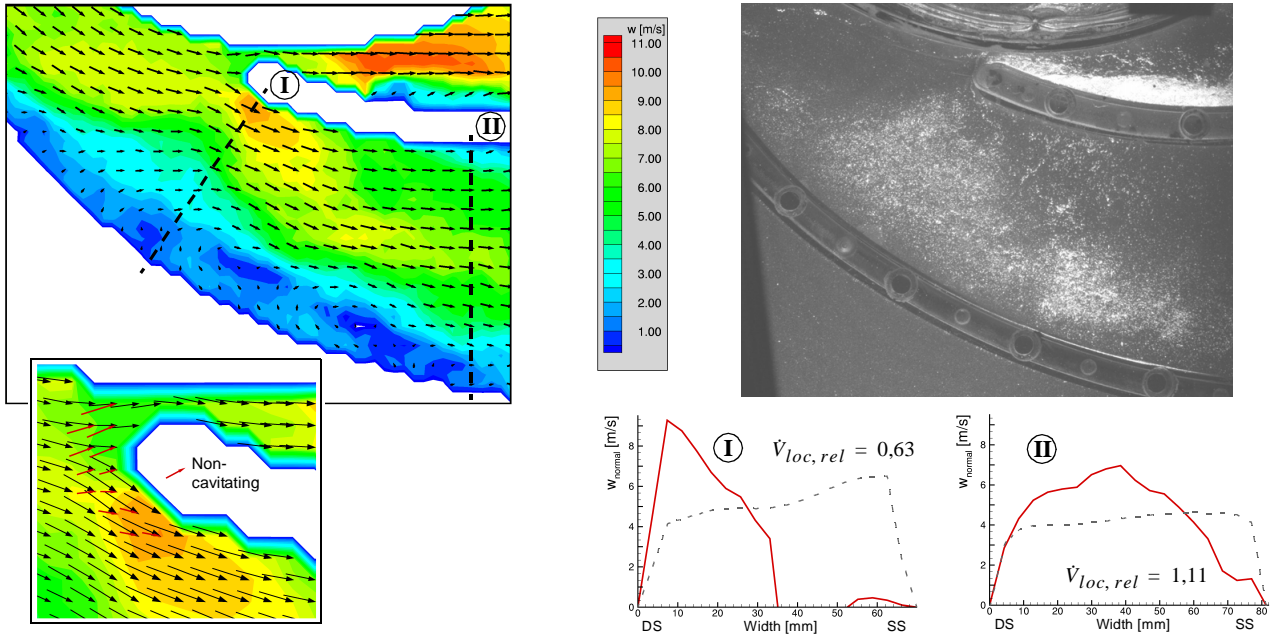 I
II
Non-
cavitating
w [m/s]
11.00
10.00
9.00
8.00
7.00
6.00
5.00
4.00
3.00
2.00
1.00
w_normal [m/s]
8
6
4
2
0
I
V̇_loc, rel = 0,63
0 10 20 30 40 50 60
DS Width [mm] SS
w_normal [m/s]
8
6
4
2
0
II
V̇_loc, rel = 1,11
0 10 20 30 40 50 60 70 80
DS Width [mm] SS